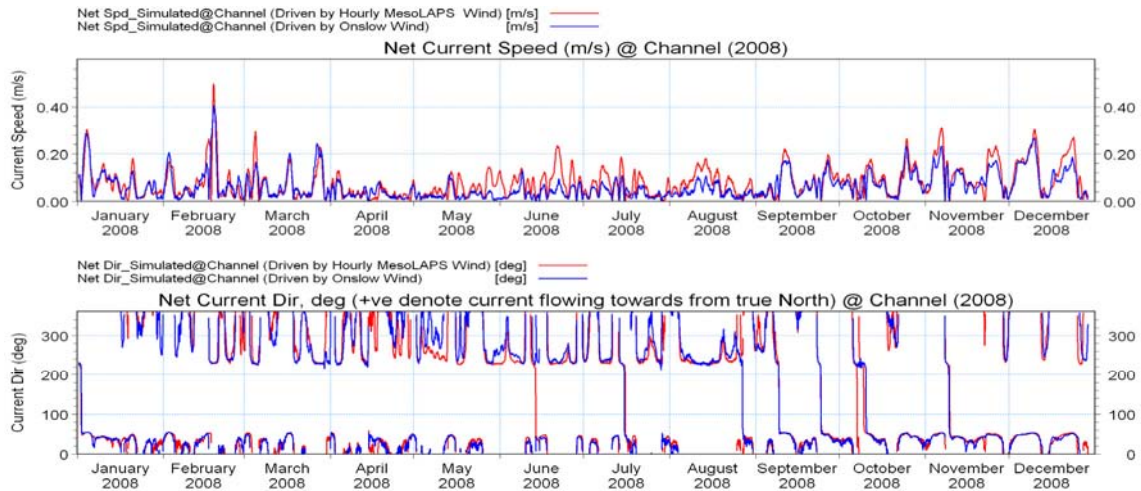 Net Spd_Simulated@Channel (Driven by Hourly MesoLAPS Wind) [m/s]
Net Spd_Simulated@Channel (Driven by Onslow Wind) [m/s]
Net Current Speed (m/s) @ Channel (2008)
Current Speed (m/s)
0.40 0.40
0.20 0.20
0.00 0.00
January February March April May June July August September October November December
2008 2008 2008 2008 2008 2008 2008 2008 2008 2008 2008 2008
Net Dir_Simulated@Channel (Driven by Hourly MesoLAPS Wind) [deg]
Net Dir_Simulated@Channel (Driven by Onslow Wind) [deg]
Net Current Dir, deg (+ve denote current flowing towards from true North) @ Channel (2008)
Current Dir (deg)
300 300
200 200
100 100
0 0
January February March April May June July August September October November December
2008 2008 2008 2008 2008 2008 2008 2008 2008 2008 2008 2008